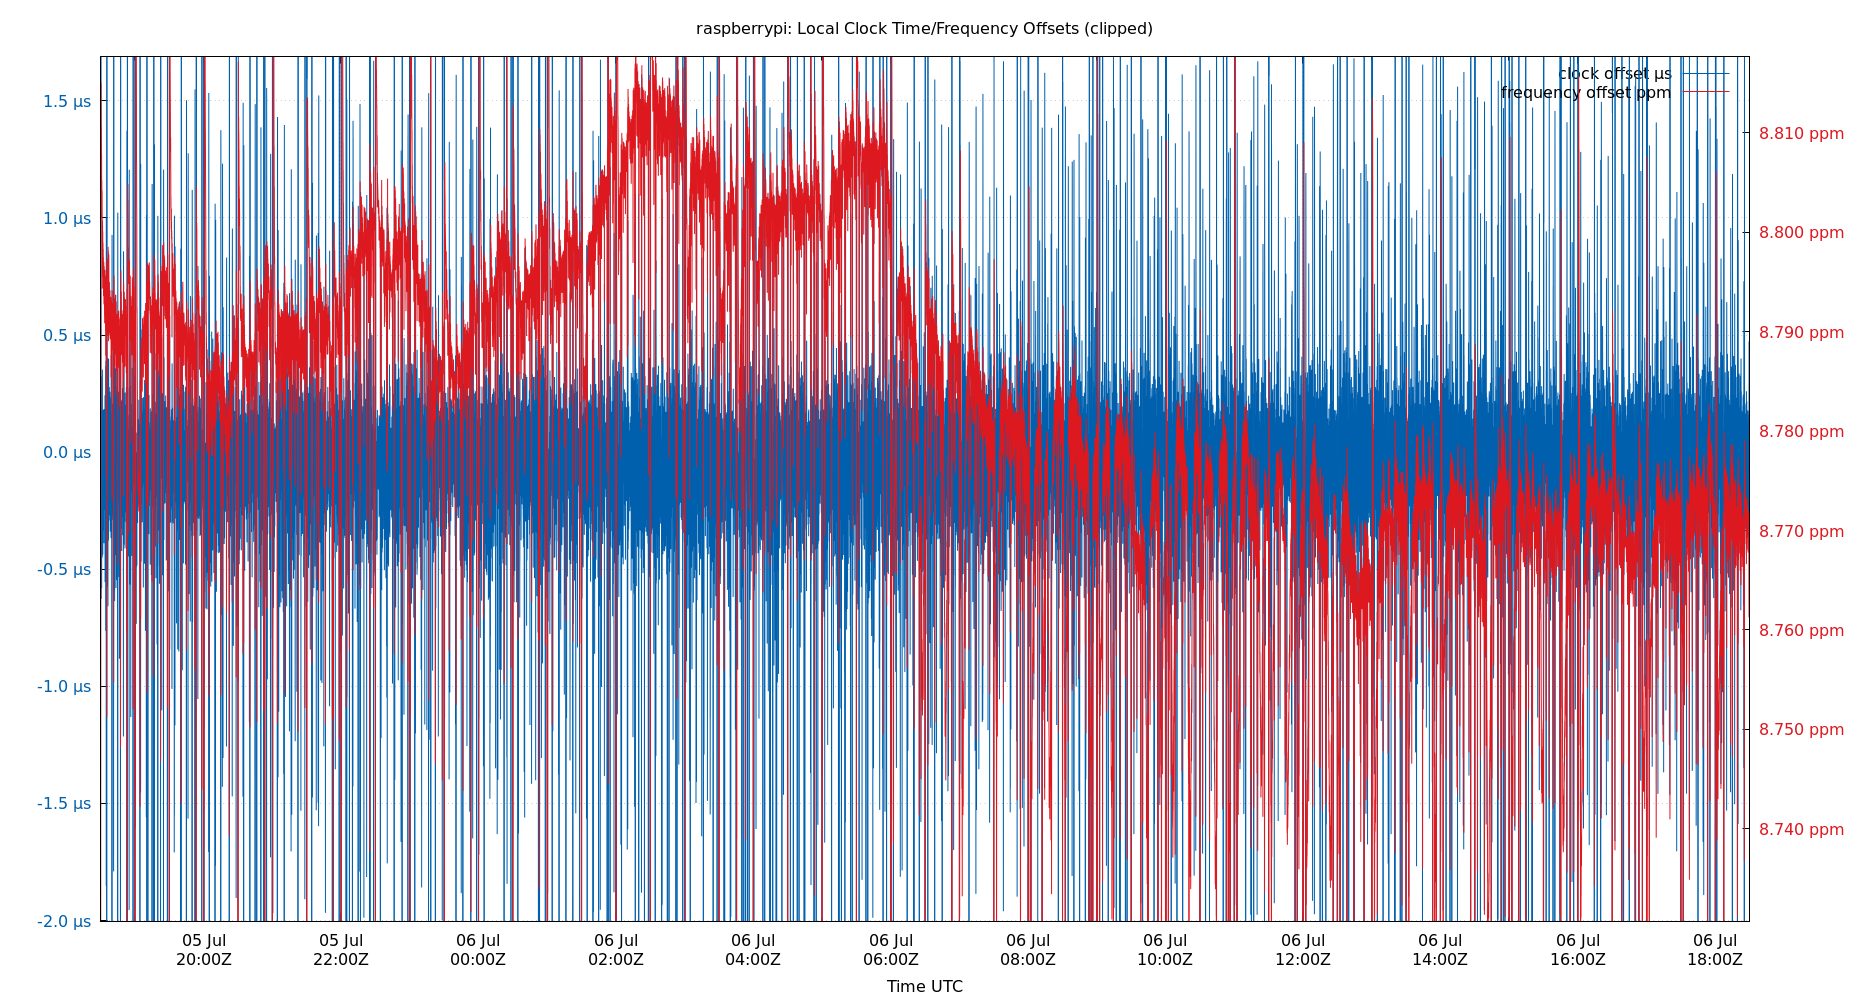 raspberrypi: Local Clock Time/Frequency Offsets (clipped)
clock offset µs
frequency offset ppm
1.5 µs
1.0 µs
0.5 µs
0.0 µs
-0.5 µs
-1.0 µs
-1.5 µs
-2.0 µs
8.810 ppm
8.800 ppm
8.790 ppm
8.780 ppm
8.770 ppm
8.760 ppm
8.750 ppm
8.740 ppm
05 Jul
20:00Z
05 Jul
22:00Z
06 Jul
00:00Z
06 Jul
02:00Z
06 Jul
04:00Z
06 Jul
06:00Z
06 Jul
08:00Z
06 Jul
10:00Z
06 Jul
12:00Z
06 Jul
14:00Z
06 Jul
16:00Z
06 Jul
18:00Z
Time UTC